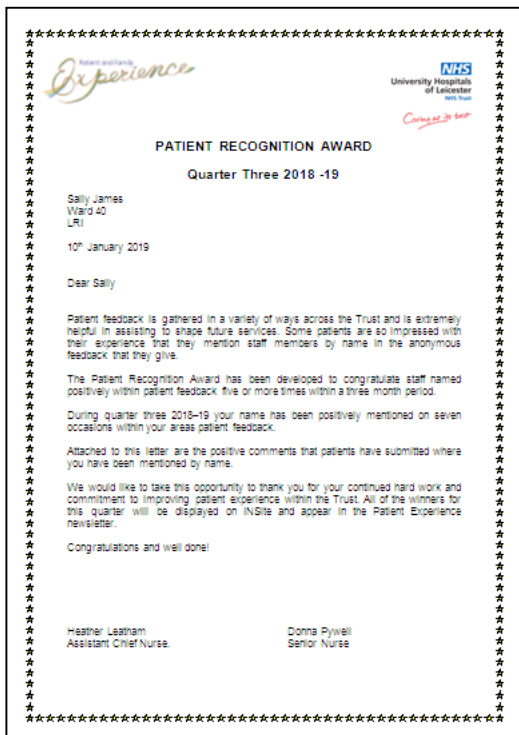 Patient and Family
Experience
NHS
University Hospitals
of Leicester
NHS Trust
Caring at its best
PATIENT RECOGNITION AWARD
Quarter Three 2018 -19
Sally James
Ward 40
LRI
10th January 2019
Dear Sally
Patient feedback is gathered in a variety of ways across the Trust and is extremely
helpful in assisting to shape future services. Some patients are so impressed with
their experience that they mention staff members by name in the anonymous
feedback that they give.
The Patient Recognition Award has been developed to congratulate staff named
positively within patient feedback five or more times within a three month period.
During quarter three 2018–19 your name has been positively mentioned on seven
occasions within your areas patient feedback.
Attached to this letter are the positive comments that patients have submitted where
you have been mentioned by name.
We would like to take this opportunity to thank you for your continued hard work and
commitment to improving patient experience within the Trust. All of the winners for
this quarter will be displayed on INSite and appear in the Patient Experience
newsletter.
Congratulations and well done!
Heather Leatham
Assistant Chief Nurse.
Donna Pywell
Senior Nurse